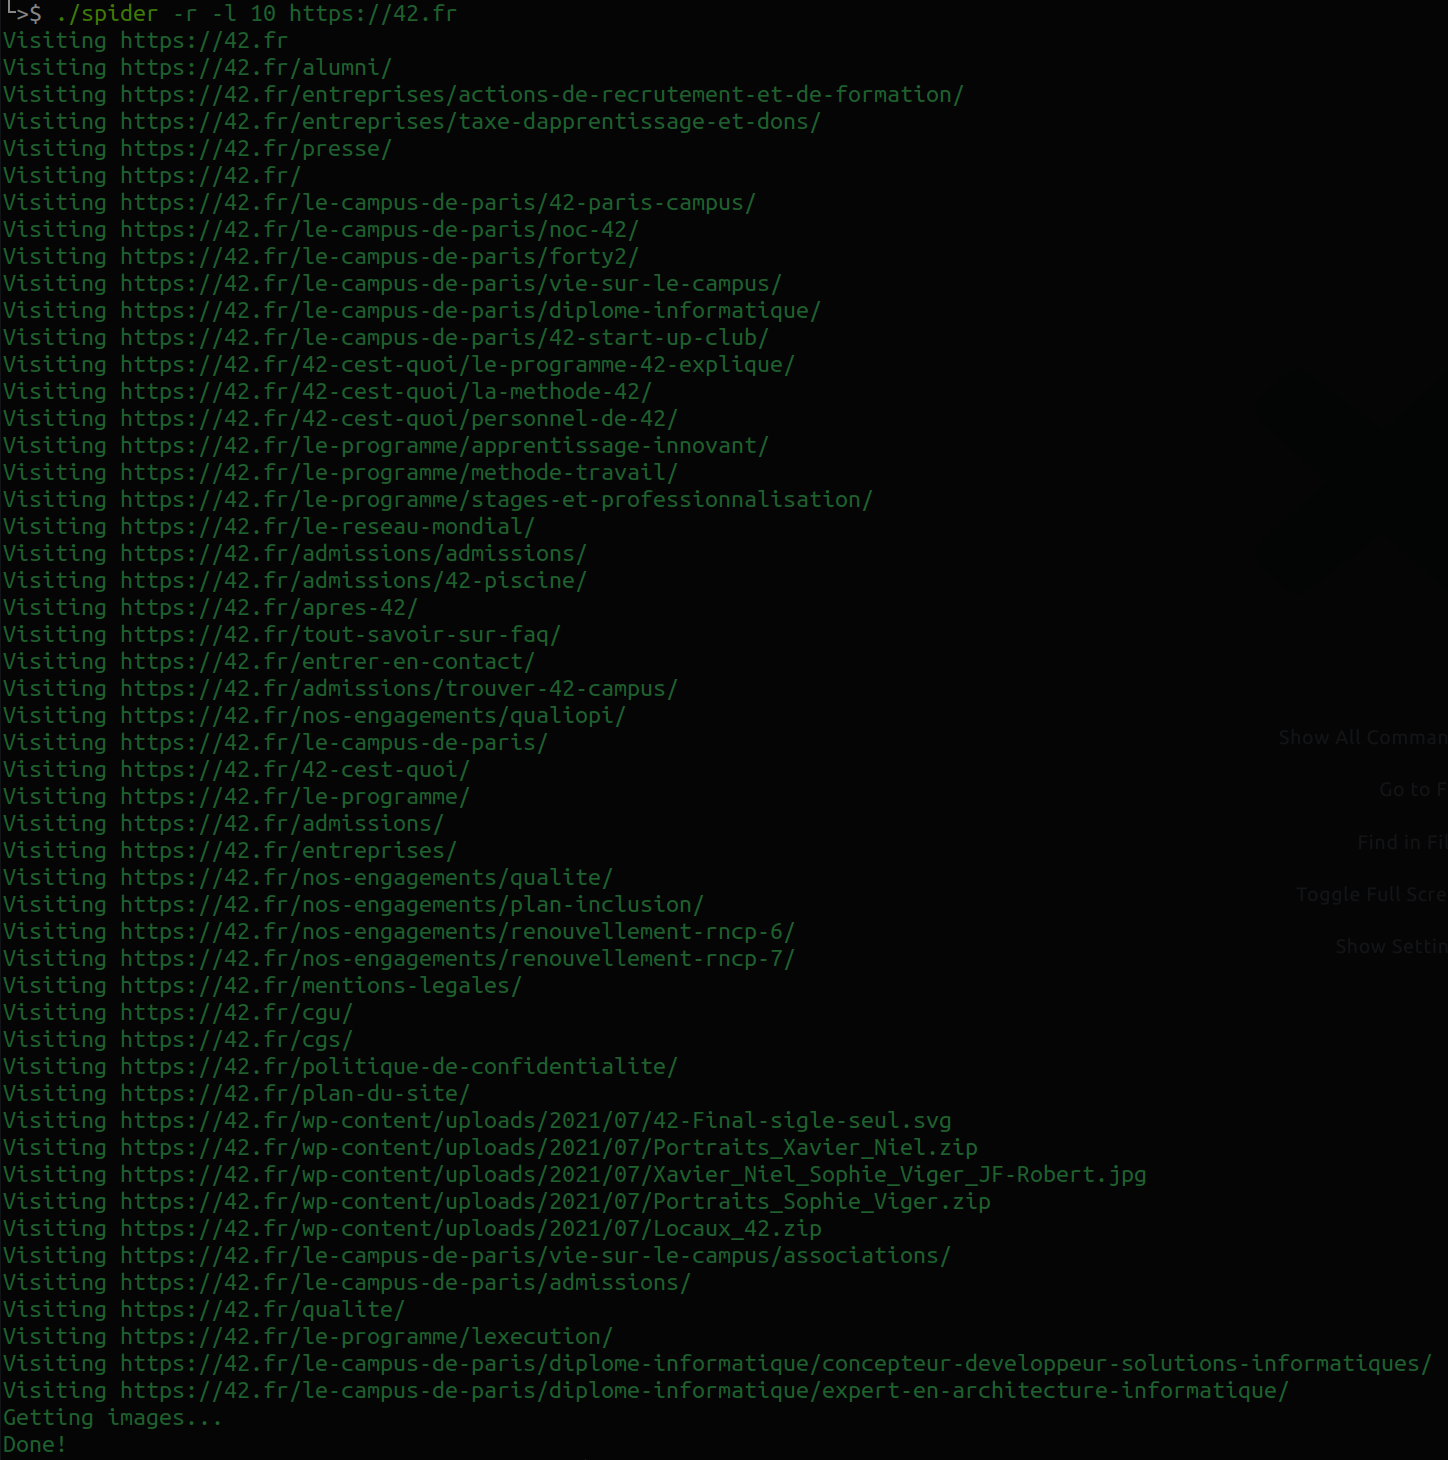 └>$ ./spider -r -l 10 https://42.fr
Visiting https://42.fr
Visiting https://42.fr/alumni/
Visiting https://42.fr/entreprises/actions-de-recrutement-et-de-formation/
Visiting https://42.fr/entreprises/taxe-dapprentissage-et-dons/
Visiting https://42.fr/presse/
Visiting https://42.fr/
Visiting https://42.fr/le-campus-de-paris/42-paris-campus/
Visiting https://42.fr/le-campus-de-paris/noc-42/
Visiting https://42.fr/le-campus-de-paris/forty2/
Visiting https://42.fr/le-campus-de-paris/vie-sur-le-campus/
Visiting https://42.fr/le-campus-de-paris/diplome-informatique/
Visiting https://42.fr/le-campus-de-paris/42-start-up-club/
Visiting https://42.fr/42-cest-quoi/le-programme-42-explique/
Visiting https://42.fr/42-cest-quoi/la-methode-42/
Visiting https://42.fr/42-cest-quoi/personnel-de-42/
Visiting https://42.fr/le-programme/apprentissage-innovant/
Visiting https://42.fr/le-programme/methode-travail/
Visiting https://42.fr/le-programme/stages-et-professionnalisation/
Visiting https://42.fr/le-reseau-mondial/
Visiting https://42.fr/admissions/admissions/
Visiting https://42.fr/admissions/42-piscine/
Visiting https://42.fr/apres-42/
Visiting https://42.fr/tout-savoir-sur-faq/
Visiting https://42.fr/entrer-en-contact/
Visiting https://42.fr/admissions/trouver-42-campus/
Visiting https://42.fr/nos-engagements/qualiopi/
Visiting https://42.fr/le-campus-de-paris/
Show All Comman
Visiting https://42.fr/42-cest-quoi/
Visiting https://42.fr/le-programme/
Go to F
Visiting https://42.fr/admissions/
Visiting https://42.fr/entreprises/
Find in Fil
Visiting https://42.fr/nos-engagements/qualite/
Visiting https://42.fr/nos-engagements/plan-inclusion/
Toggle Full Scre
Visiting https://42.fr/nos-engagements/renouvellement-rncp-6/
Visiting https://42.fr/nos-engagements/renouvellement-rncp-7/
Show Settin
Visiting https://42.fr/mentions-legales/
Visiting https://42.fr/cgu/
Visiting https://42.fr/cgs/
Visiting https://42.fr/politique-de-confidentialite/
Visiting https://42.fr/plan-du-site/
Visiting https://42.fr/wp-content/uploads/2021/07/42-Final-sigle-seul.svg
Visiting https://42.fr/wp-content/uploads/2021/07/Portraits_Xavier_Niel.zip
Visiting https://42.fr/wp-content/uploads/2021/07/Xavier_Niel_Sophie_Viger_JF-Robert.jpg
Visiting https://42.fr/wp-content/uploads/2021/07/Portraits_Sophie_Viger.zip
Visiting https://42.fr/wp-content/uploads/2021/07/Locaux_42.zip
Visiting https://42.fr/le-campus-de-paris/vie-sur-le-campus/associations/
Visiting https://42.fr/le-campus-de-paris/admissions/
Visiting https://42.fr/qualite/
Visiting https://42.fr/le-programme/lexecution/
Visiting https://42.fr/le-campus-de-paris/diplome-informatique/concepteur-developpeur-solutions-informatiques/
Visiting https://42.fr/le-campus-de-paris/diplome-informatique/expert-en-architecture-informatique/
Getting images...
Done!